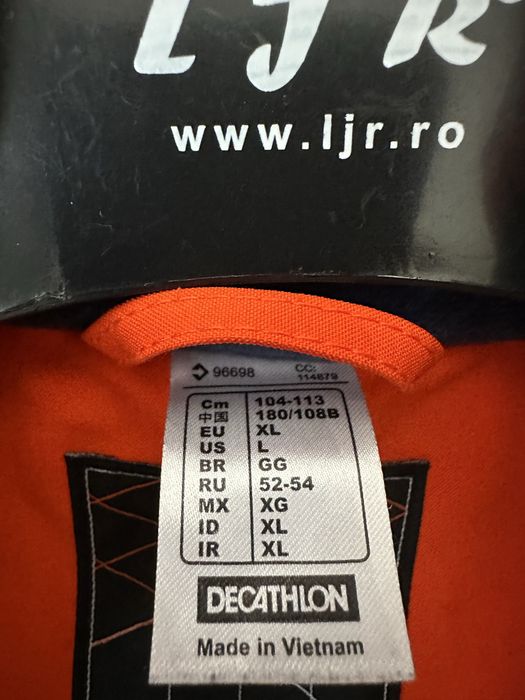 LJR
www.ljr.ro
96698 CC: 114879
Cm 104-113
中国 180/108B
EU XL
US L
BR GG
RU 52-54
MX XG
ID XL
IR XL
DECATHLON
Made in Vietnam